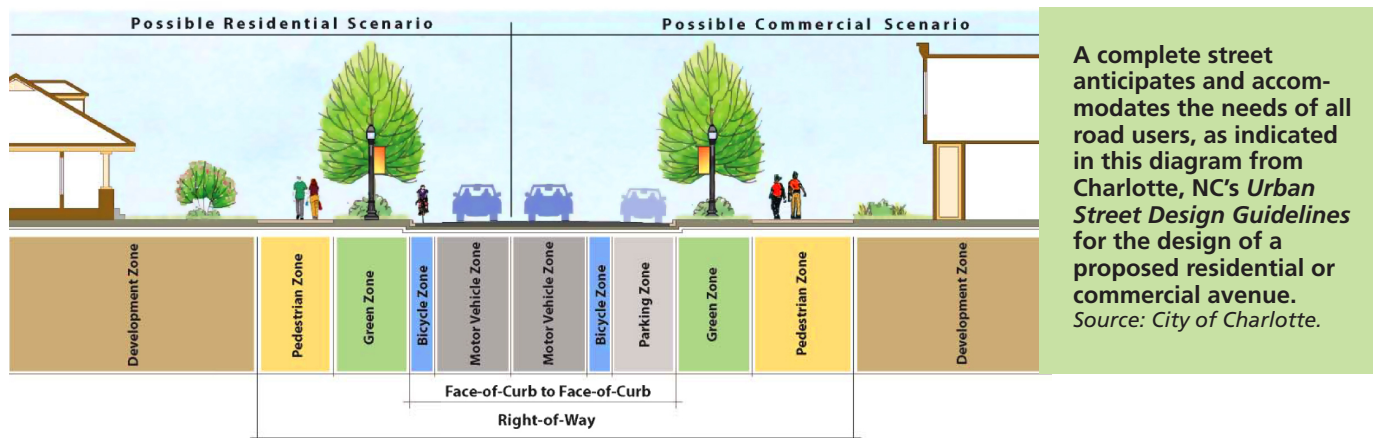 Possible Residential Scenario
Possible Commercial Scenario
Development Zone
Pedestrian Zone
Green Zone
Bicycle Zone
Motor Vehicle Zone
Motor Vehicle Zone
Bicycle Zone
Parking Zone
Green Zone
Pedestrian Zone
Development Zone
Face-of-Curb to Face-of-Curb
Right-of-Way
A complete street
anticipates and accom-
modates the needs of all
road users, as indicated
in this diagram from
Charlotte, NC’s Urban
Street Design Guidelines
for the design of a
proposed residential or
commercial avenue.
Source: City of Charlotte.